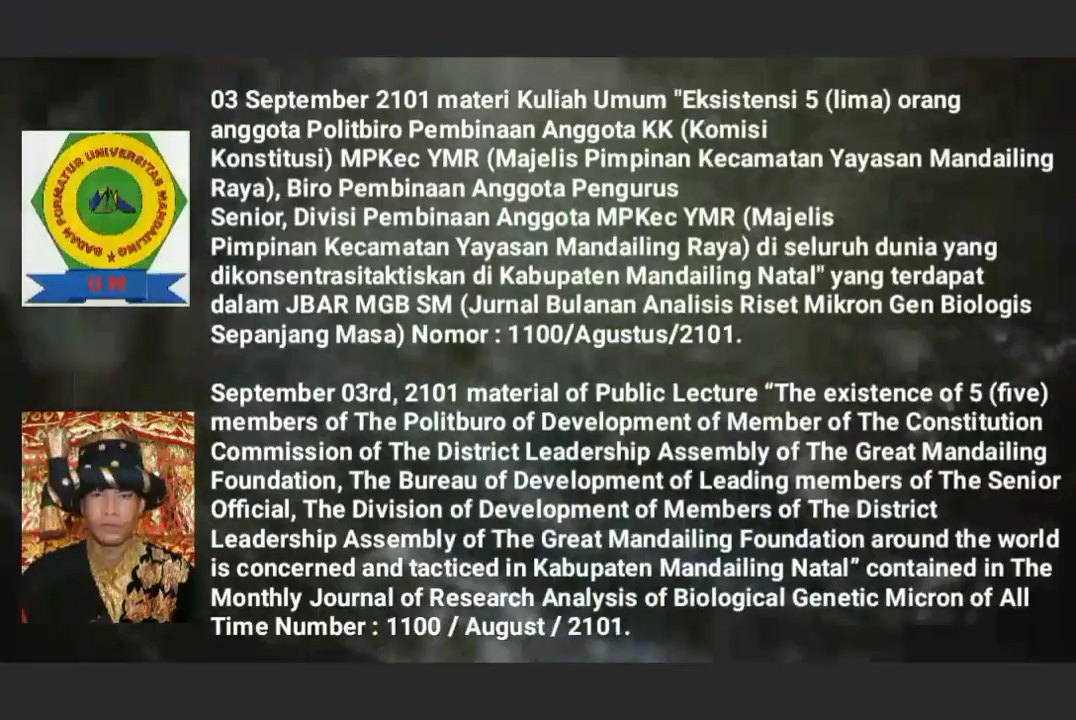 BADAN FORMATUR UNIVERSITAS MANDAILING
U M
03 September 2101 materi Kuliah Umum "Eksistensi 5 (lima) orang
anggota Politbiro Pembinaan Anggota KK (Komisi
Konstitusi) MPKec YMR (Majelis Pimpinan Kecamatan Yayasan Mandailing
Raya), Biro Pembinaan Anggota Pengurus
Senior, Divisi Pembinaan Anggota MPKec YMR (Majelis
Pimpinan Kecamatan Yayasan Mandailing Raya) di seluruh dunia yang
dikonsentrasitaktiskan di Kabupaten Mandailing Natal" yang terdapat
dalam JBAR MGB SM (Jurnal Bulanan Analisis Riset Mikron Gen Biologis
Sepanjang Masa) Nomor : 1100/Agustus/2101.
September 03rd, 2101 material of Public Lecture “The existence of 5 (five)
members of The Politburo of Development of Member of The Constitution
Commission of The District Leadership Assembly of The Great Mandailing
Foundation, The Bureau of Development of Leading members of The Senior
Official, The Division of Development of Members of The District
Leadership Assembly of The Great Mandailing Foundation around the world
is concerned and tacticed in Kabupaten Mandailing Natal” contained in The
Monthly Journal of Research Analysis of Biological Genetic Micron of All
Time Number : 1100 / August / 2101.